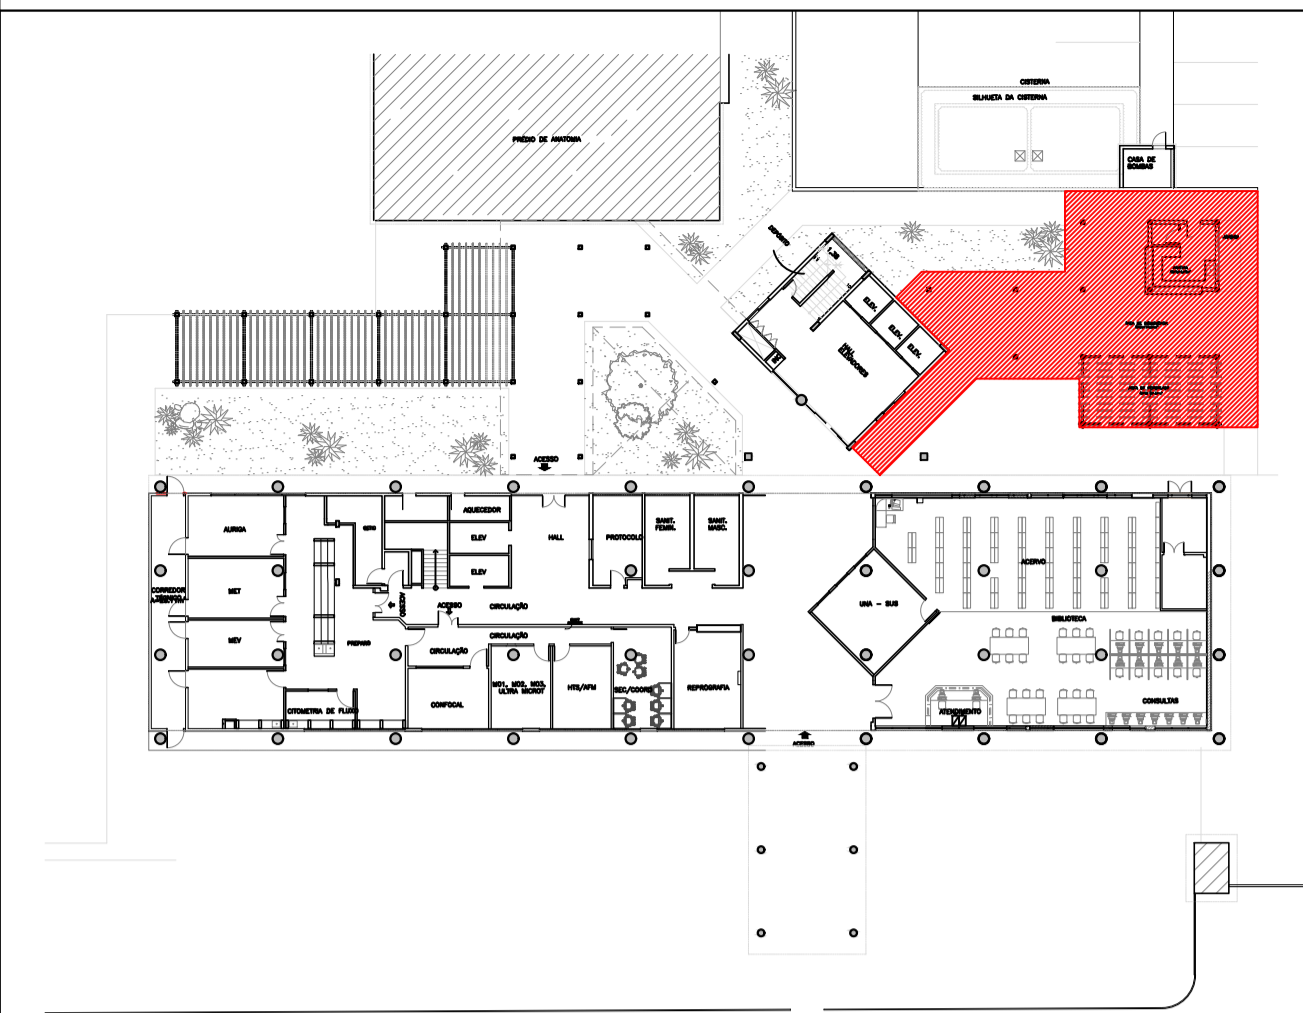 CISTERNA
SILHUETA DA CISTERNA
PRÉDIO DE ANATOMIA
CASA DE
BOMBAS
DEPÓSITO
1.38
ELEV.
ELEV.
ELEV.
HALL
ELEVADORES
ACESSO
AQUECEDOR
AURIGA
ELEV
HALL
PROTOCOLO
SANIT.
FEMIN.
SANIT.
MASC.
ELEV
ACERVO
CORREDOR
TÉCNICO
MET
ACESSO
ACESSO
CIRCULAÇÃO
UNA - SUS
BIBLIOTECA
MEV
PREPARO
CIRCULAÇÃO
CIRCULAÇÃO
MO1, MO2, MO3,
ULTRA MICROT
HTS/AFM
SEC/COORD
REPROGRAFIA
CONFOCAL
CITOMETRIA DE FLUXO
ATENDIMENTO
CONSULTAS
ACESSO